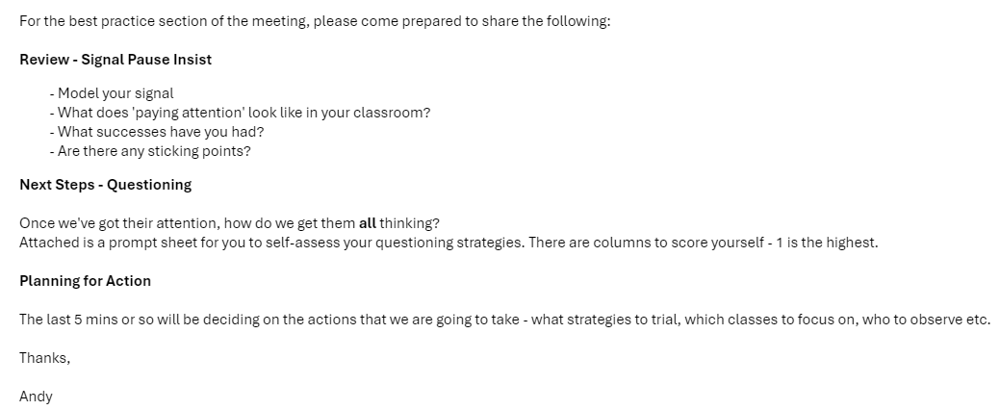 For the best practice section of the meeting, please come prepared to share the following:
Review - Signal Pause Insist
- Model your signal
- What does 'paying attention' look like in your classroom?
- What successes have you had?
- Are there any sticking points?
Next Steps - Questioning
Once we've got their attention, how do we get them all thinking?
Attached is a prompt sheet for you to self-assess your questioning strategies. There are columns to score yourself - 1 is the highest.
Planning for Action
The last 5 mins or so will be deciding on the actions that we are going to take - what strategies to trial, which classes to focus on, who to observe etc.
Thanks,
Andy